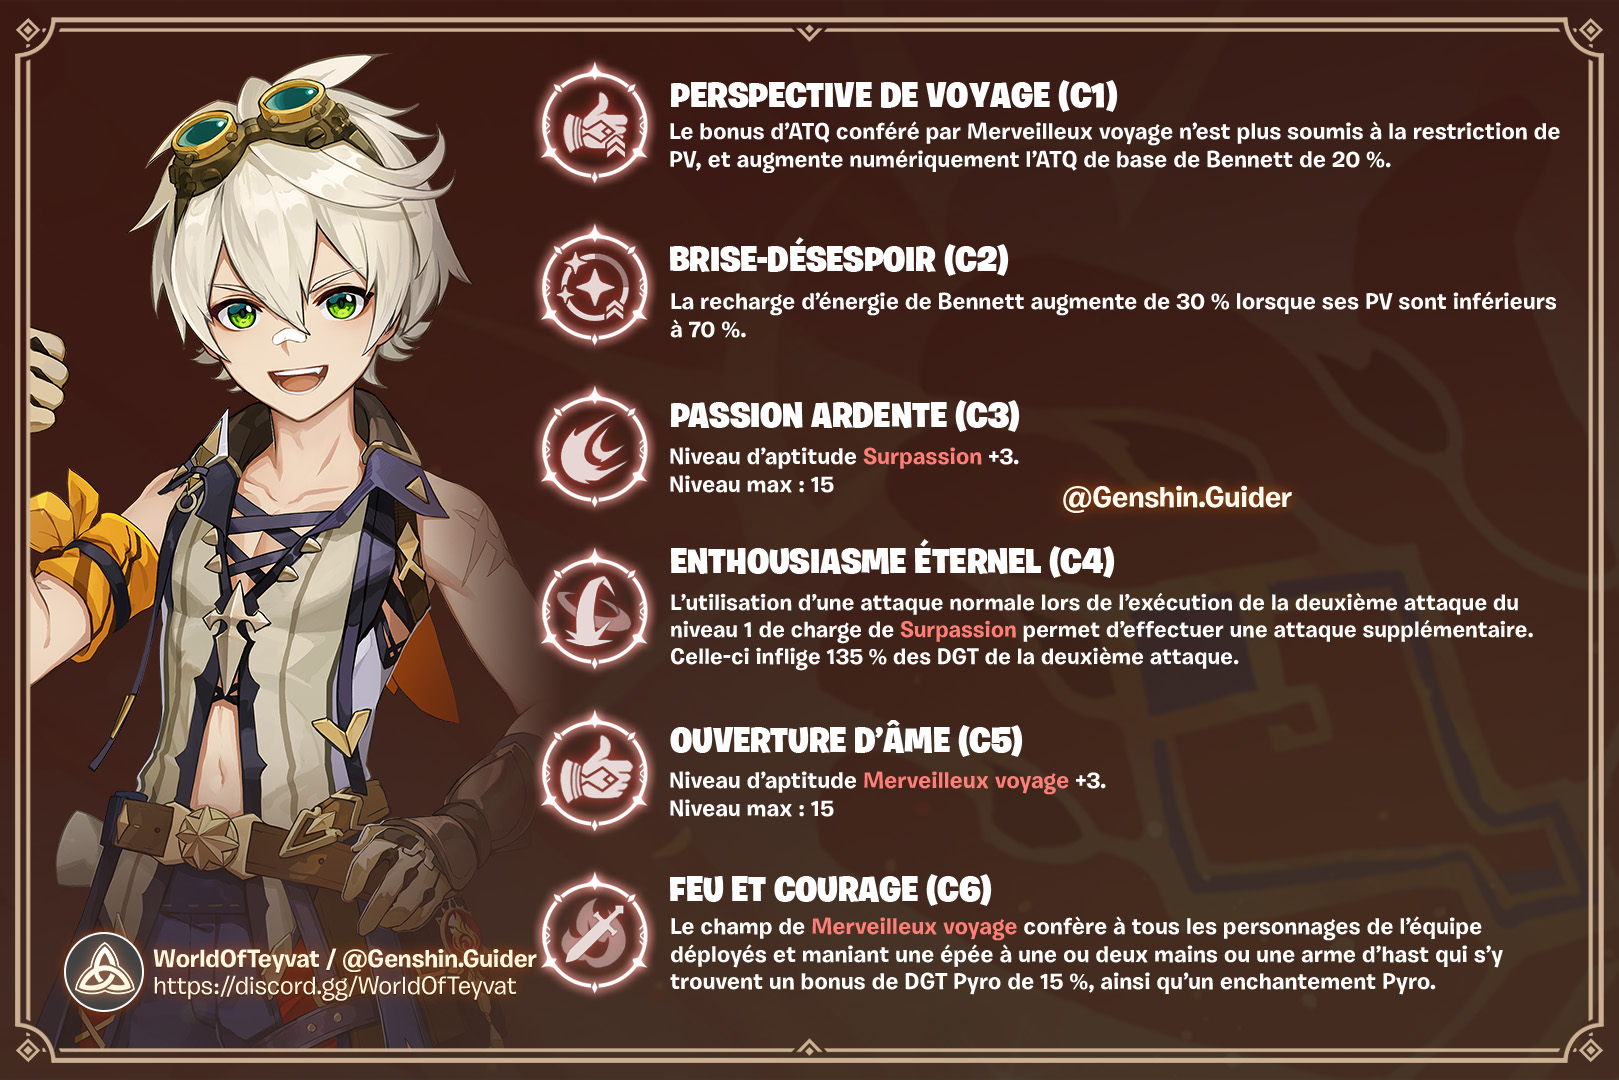 PERSPECTIVE DE VOYAGE (C1)
Le bonus d'ATQ conféré par Merveilleux voyage n'est plus soumis à la restriction de
PV, et augmente numériquement l'ATQ de base de Bennett de 20 %.
BRISE-DÉSESPOIR (C2)
La recharge d'énergie de Bennett augmente de 30 % lorsque ses PV sont inférieurs
à 70 %.
PASSION ARDENTE (C3)
Niveau d'aptitude Surpassion +3.
Niveau max : 15
@Genshin.Guider
ENTHOUSIASME ÉTERNEL (C4)
L'utilisation d'une attaque normale lors de l'exécution de la deuxième attaque du
niveau 1 de charge de Surpassion permet d'effectuer une attaque supplémentaire.
Celle-ci inflige 135 % des DGT de la deuxième attaque.
OUVERTURE D'ÂME (C5)
Niveau d'aptitude Merveilleux voyage +3.
Niveau max : 15
FEU ET COURAGE (C6)
Le champ de Merveilleux voyage confère à tous les personnages de l'équipe
déployés et maniant une épée à une ou deux mains ou une arme d'hast qui s'y
trouvent un bonus de DGT Pyro de 15 %, ainsi qu'un enchantement Pyro.
WorldOfTeyvat / @Genshin.Guider
https://discord.gg/WorldOfTeyvat